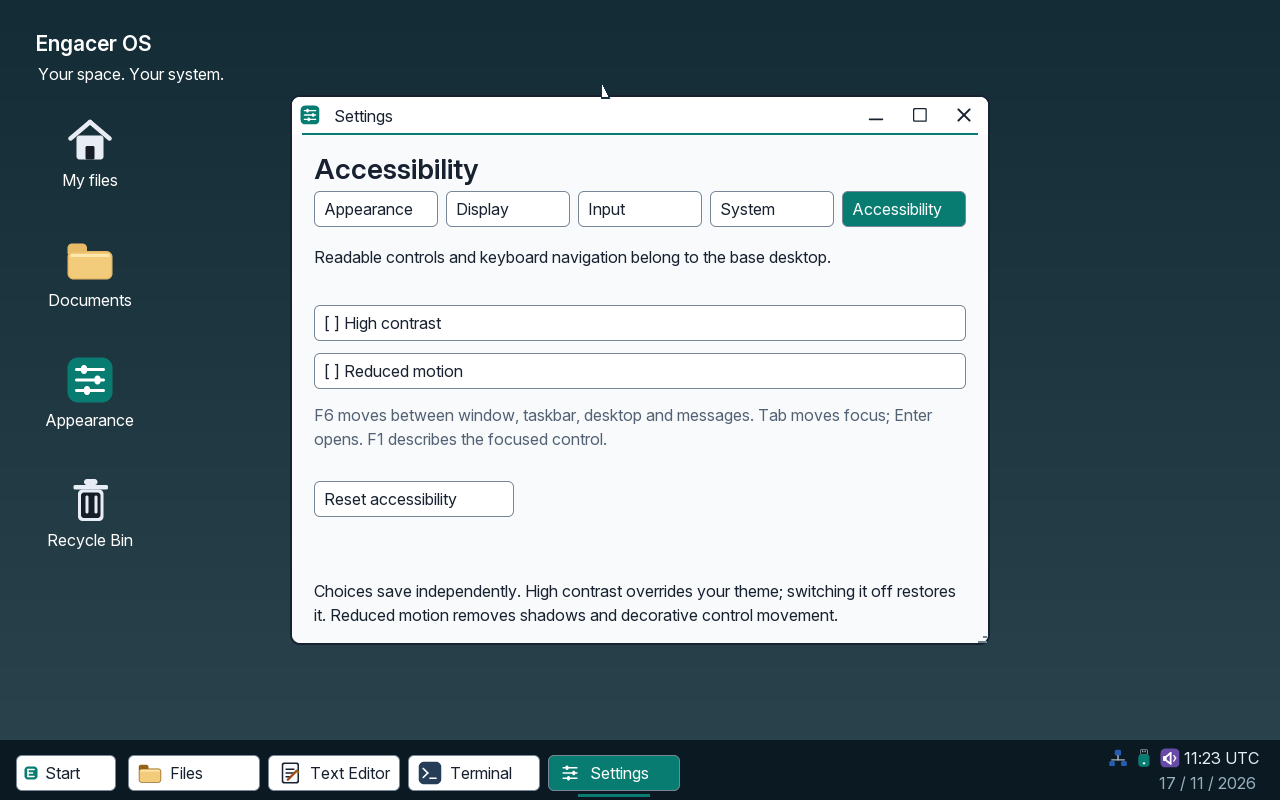 Engacer OS
Your space. Your system.
My files
Documents
Appearance
Recycle Bin
Settings
Accessibility
Appearance
Display
Input
System
Accessibility
Readable controls and keyboard navigation belong to the base desktop.
[ ] High contrast
[ ] Reduced motion
F6 moves between window, taskbar, desktop and messages. Tab moves focus; Enter
opens. F1 describes the focused control.
Reset accessibility
Choices save independently. High contrast overrides your theme; switching it off restores
it. Reduced motion removes shadows and decorative control movement.
Start
Files
Text Editor
Terminal
Settings
11:23 UTC
17 / 11 / 2026